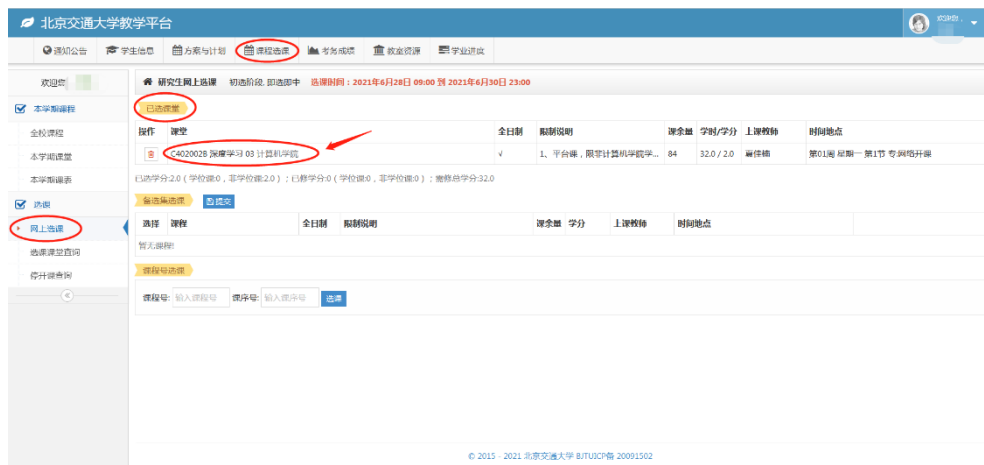 北京交通大学教学平台
欢迎您，
通知公告 学生信息 方案与计划 课程选课 考务成绩 教室资源 学业进度
欢迎您
研究生网上选课 初选阶段,即选即中 选课时间：2021年6月28日 09:00 到 2021年6月30日 23:00
本学期课程
已选课堂
全校课程
操作 课堂 全日制 限制说明 课余量 学时/学分 上课教师 时间地点
本学期课堂
C402002B 深度学习 03 计算机学院 √ 1、平台课，限非计算机学院学... 84 32.0 / 2.0 第01周 星期一 第1节 专:网络开课
本学期课表
已选学分:2.0 ( 学位课:0，非学位课:2.0 )；已修学分:0 ( 学位课:0，非学位课:0 )；需修总学分:32.0
选课
备选集选课 提交
网上选课
选择 课程 全日制 限制说明 课余量 学分 上课教师 时间地点
选课课堂查询
暂无课程!
停开课查询
课程号选课
课程号: 输入课程号 课序号: 输入课序号 选课
© 2015 - 2021 北京交通大学 BJTUICP备 20091502